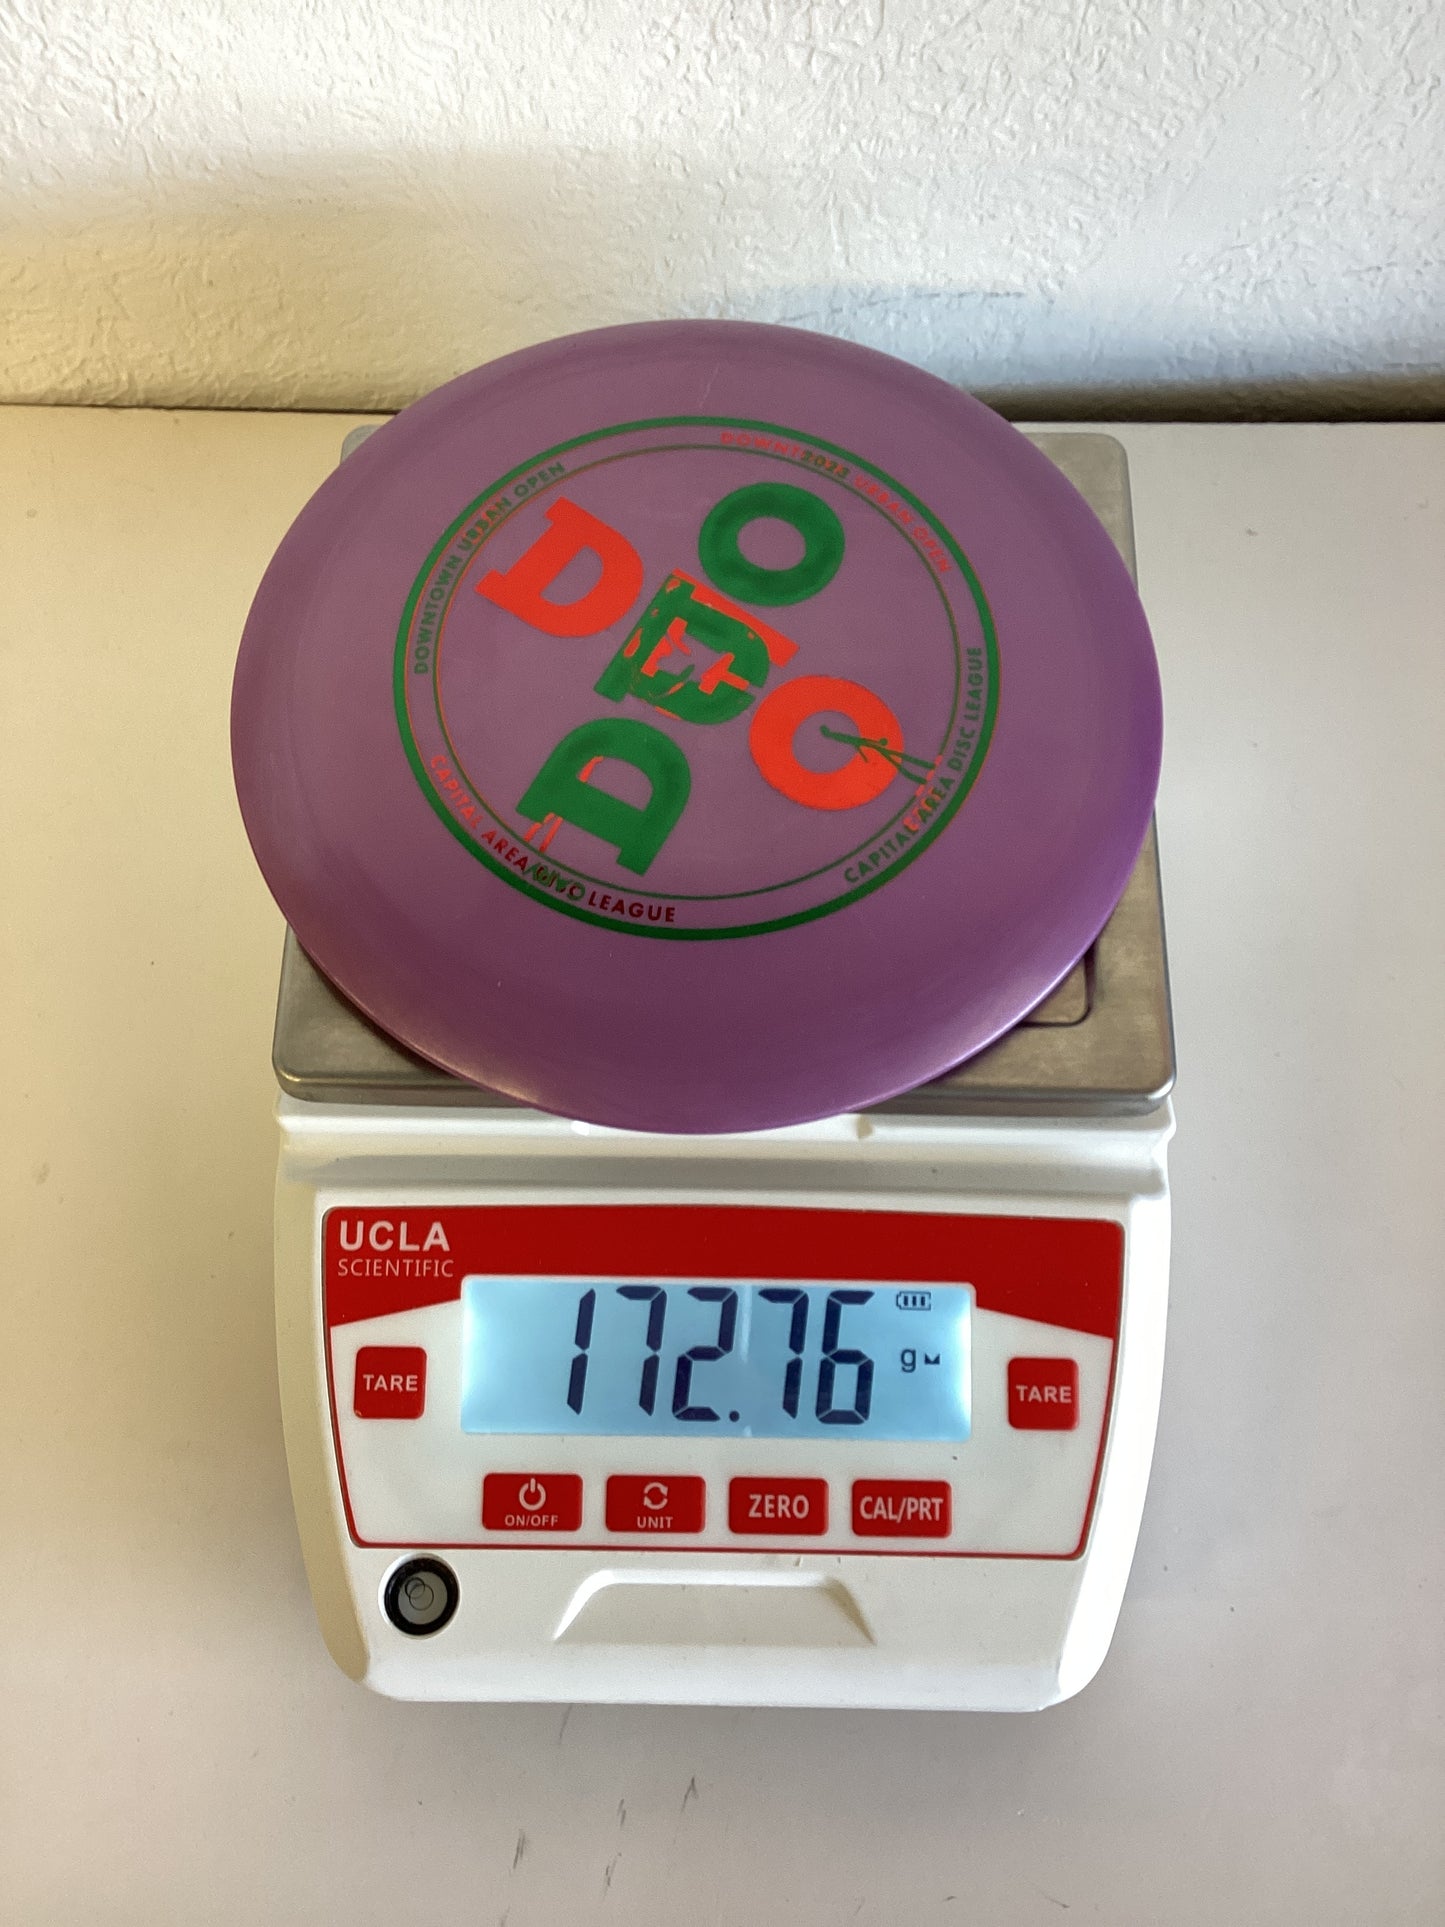 DOWNTOWN URBAN OPEN
DOWNT2023 URBAN OPEN
D
O
D
O
D
CAPITAL AREA DISC LEAGUE
CAPITAL AREA DISC LEAGUE
UCLA
SCIENTIFIC
172.76
g
TARE
TARE
ON/OFF
UNIT
ZERO
CAL/PRT